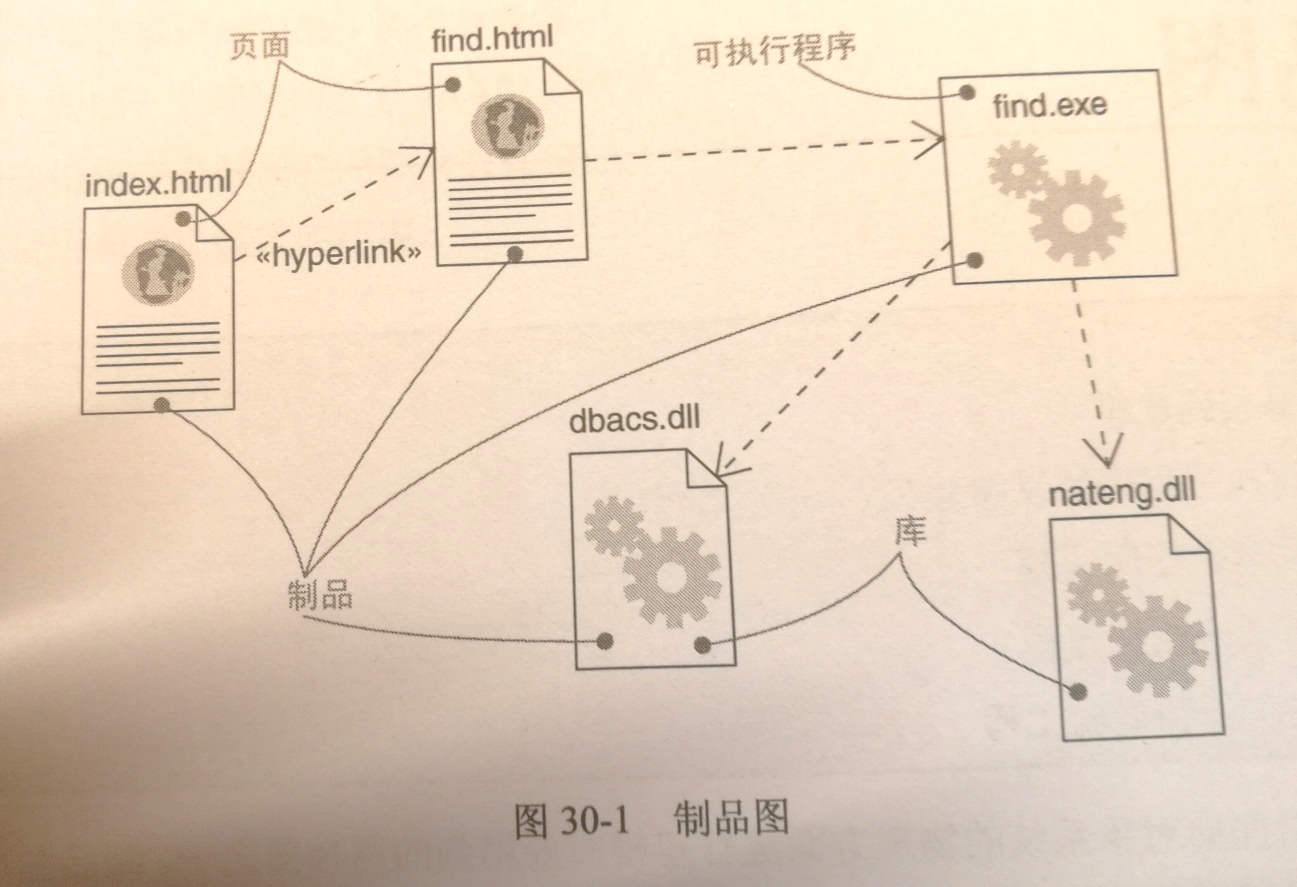 页面
find.html
可执行程序
find.exe
index.html
«hyperlink»
dbacs.dll
nateng.dll
库
制品
图 30-1 制品图